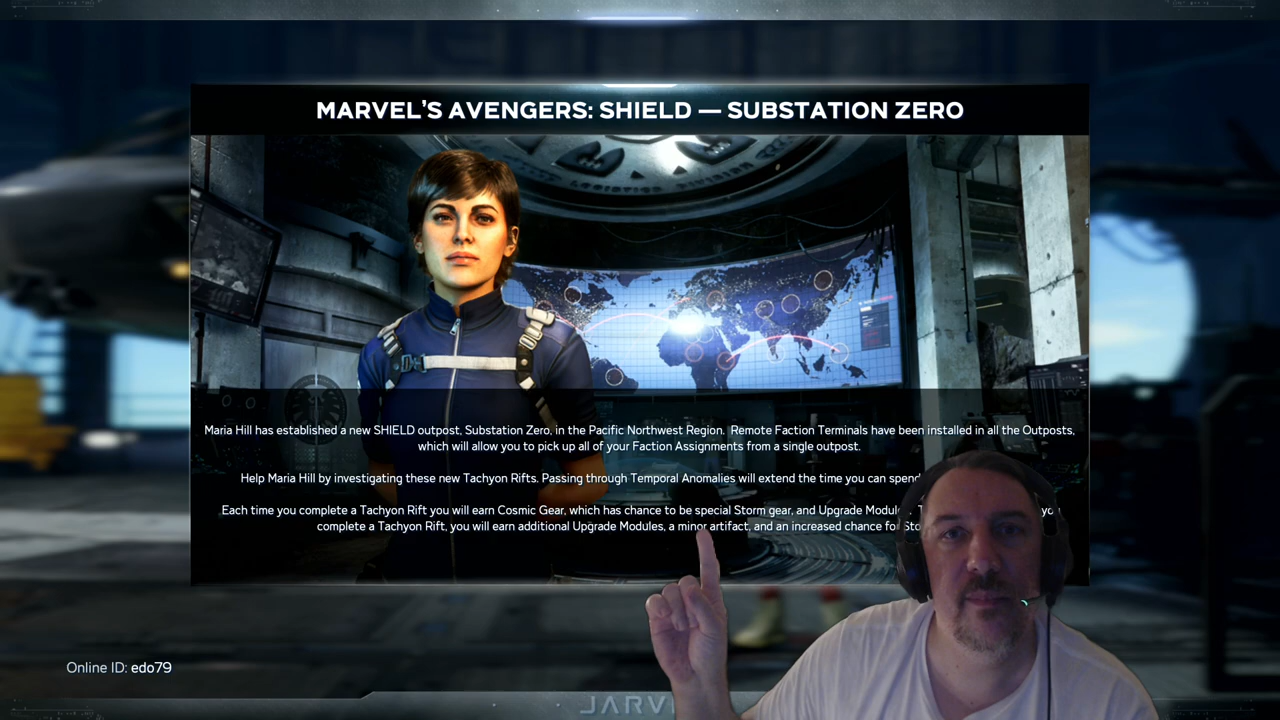 MARVEL'S AVENGERS: SHIELD — SUBSTATION ZERO
LOGISTICS DIVISION
Maria Hill has established a new SHIELD outpost, Substation Zero, in the Pacific Northwest Region. Remote Faction Terminals have been installed in all the Outposts,
which will allow you to pick up all of your Faction Assignments from a single outpost.
Help Maria Hill by investigating these new Tachyon Rifts. Passing through Temporal Anomalies will extend the time you can spend
Each time you complete a Tachyon Rift you will earn Cosmic Gear, which has chance to be special Storm gear, and Upgrade
complete a Tachyon Rift, you will earn additional Upgrade Modules, a minor artifact, and an increased chance for
Online ID: edo79
JARV